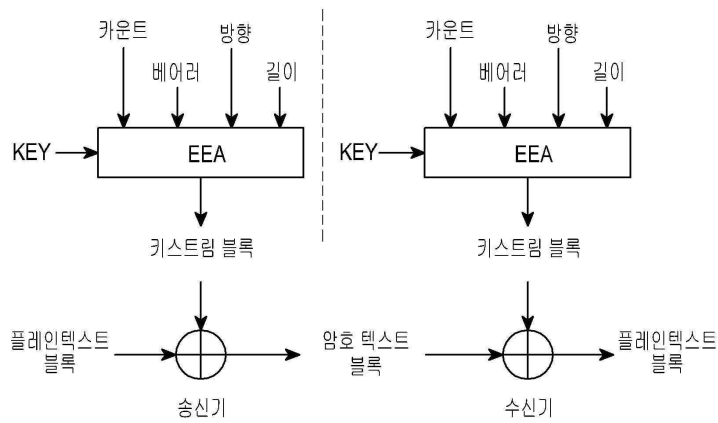 카운트 방향 카운트 방향
베어러 길이 베어러 길이
KEY EEA KEY EEA
키스트림 블록 키스트림 블록
플레인텍스트 암호 텍스트 플레인텍스트
블록 블록 블록
송신기 수신기